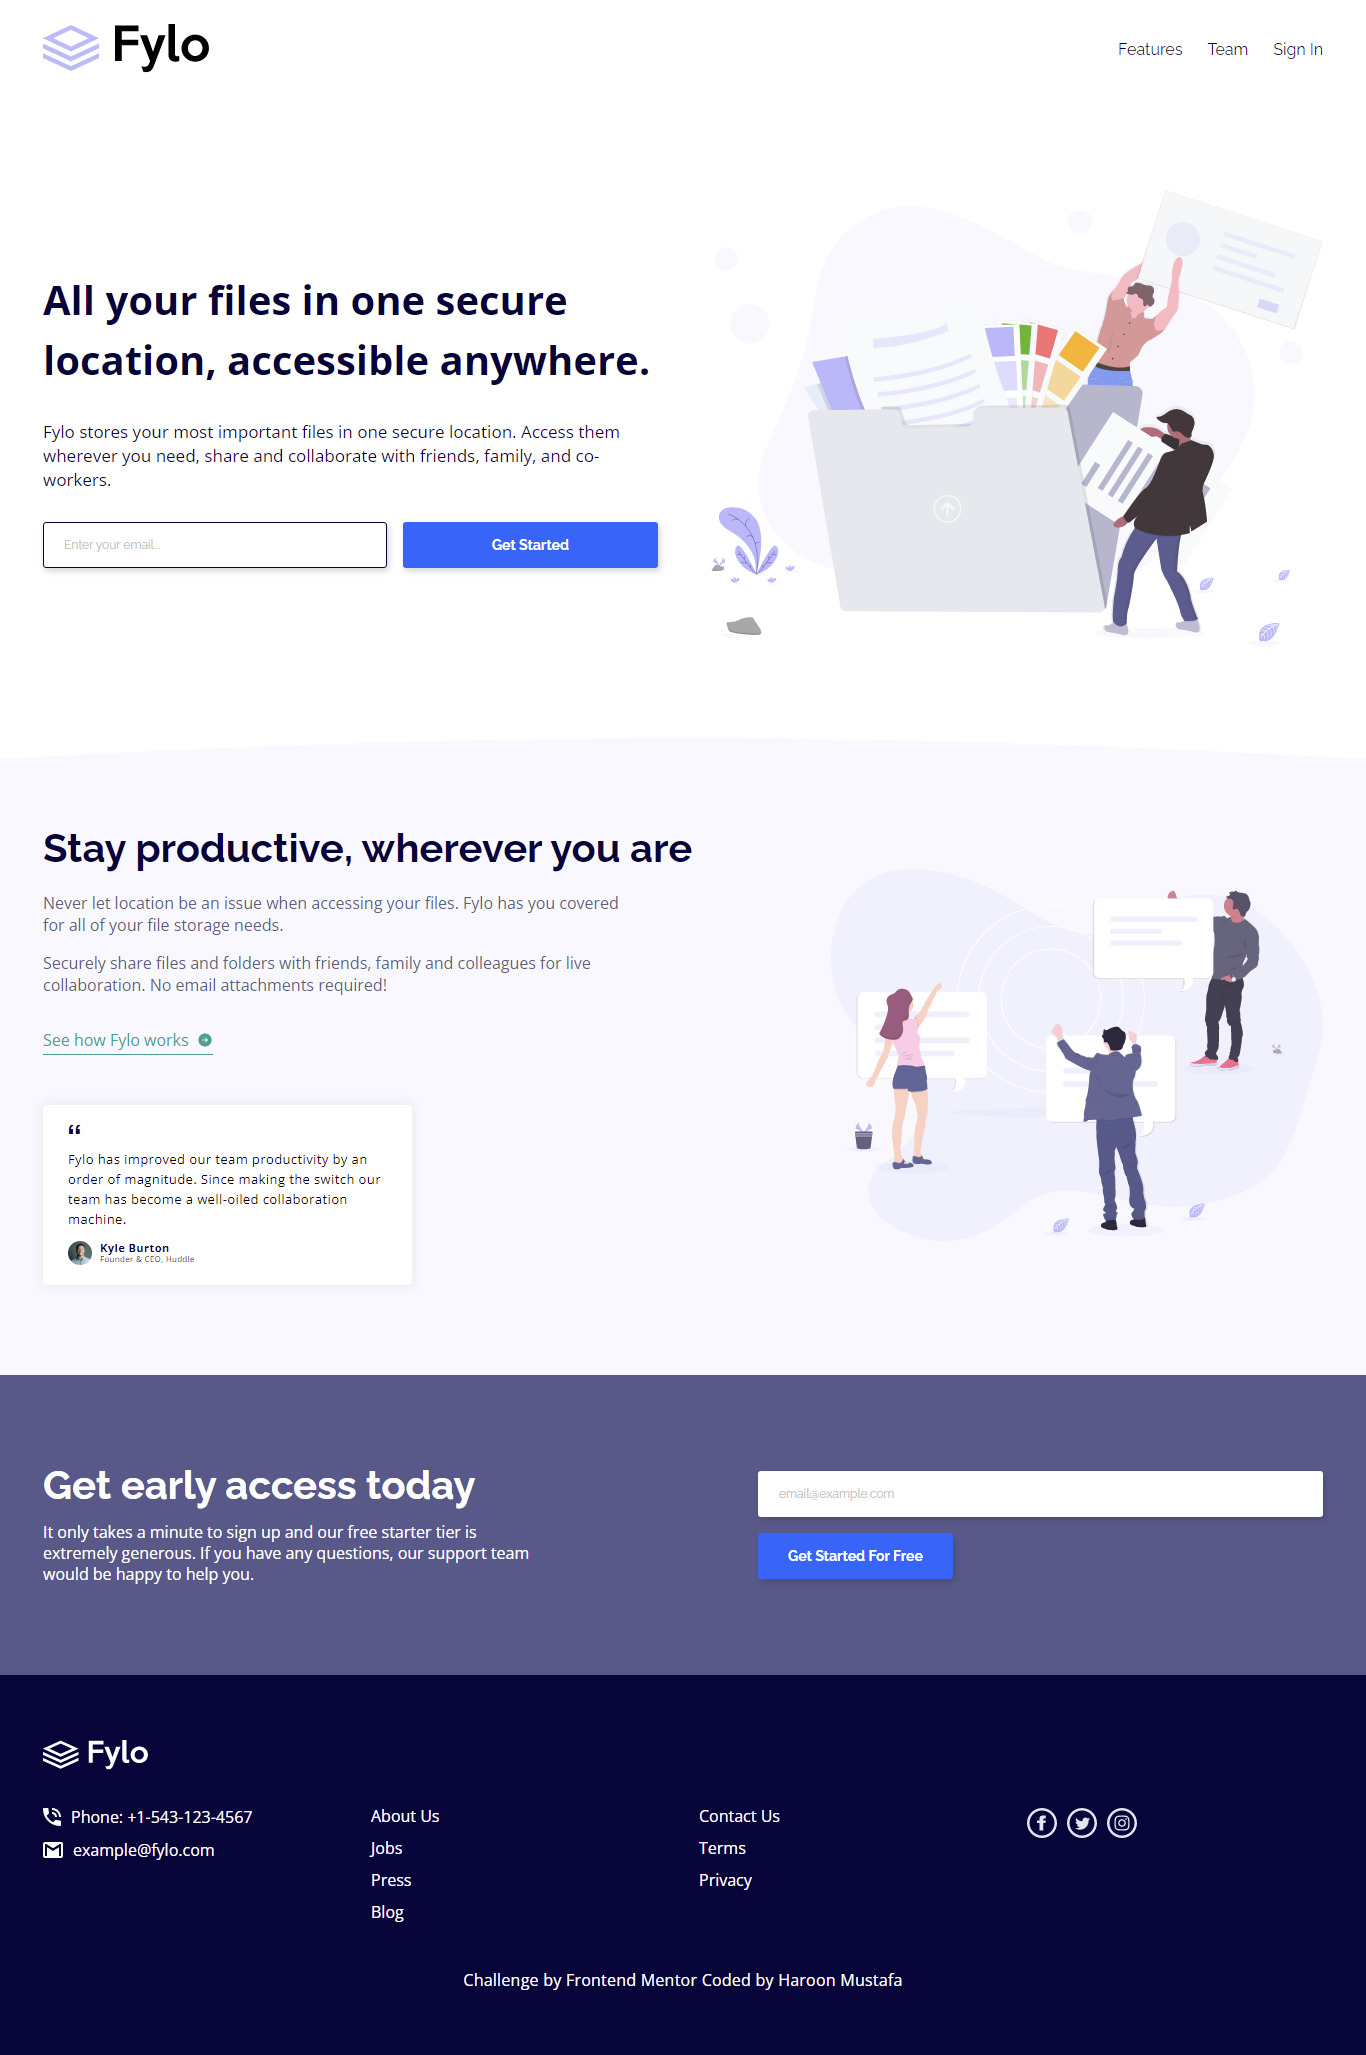 Fylo
Features Team Sign In
All your files in one secure
location, accessible anywhere.
Fylo stores your most important files in one secure location. Access them
wherever you need, share and collaborate with friends, family, and co-
workers.
Enter your email...
Get Started
Stay productive, wherever you are
Never let location be an issue when accessing your files. Fylo has you covered
for all of your file storage needs.
Securely share files and folders with friends, family and colleagues for live
collaboration. No email attachments required!
See how Fylo works
“
Fylo has improved our team productivity by an
order of magnitude. Since making the switch our
team has become a well-oiled collaboration
machine.
Kyle Burton
Founder & CEO, Huddle
Get early access today
It only takes a minute to sign up and our free starter tier is
extremely generous. If you have any questions, our support team
would be happy to help you.
email@example.com
Get Started For Free
Fylo
Phone: +1-543-123-4567
example@fylo.com
About Us
Jobs
Press
Blog
Contact Us
Terms
Privacy
Challenge by Frontend Mentor Coded by Haroon Mustafa